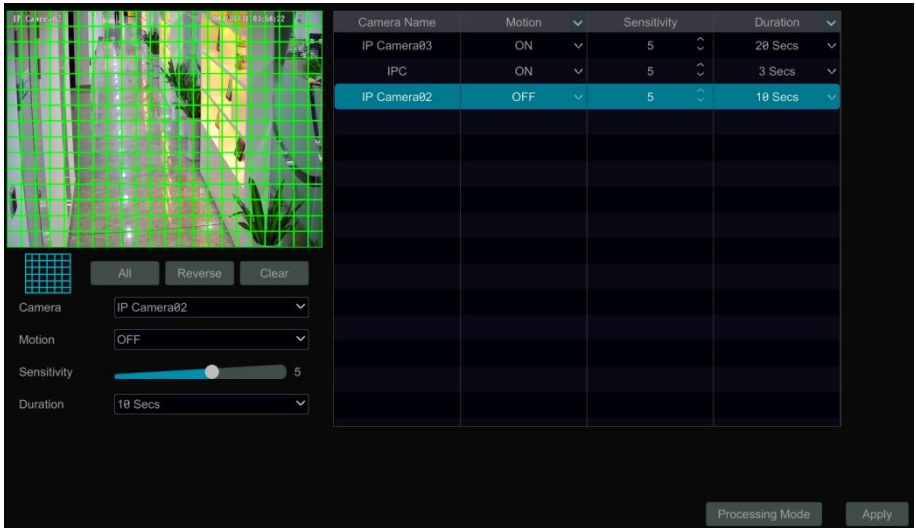 IP Camera02
Camera Name Motion Sensitivity Duration
IP Camera03 ON 5 20 Secs
IPC ON 5 3 Secs
IP Camera02 OFF 5 10 Secs
All Reverse Clear
Camera IP Camera02
Motion OFF
Sensitivity 5
Duration 10 Secs
Processing Mode Apply